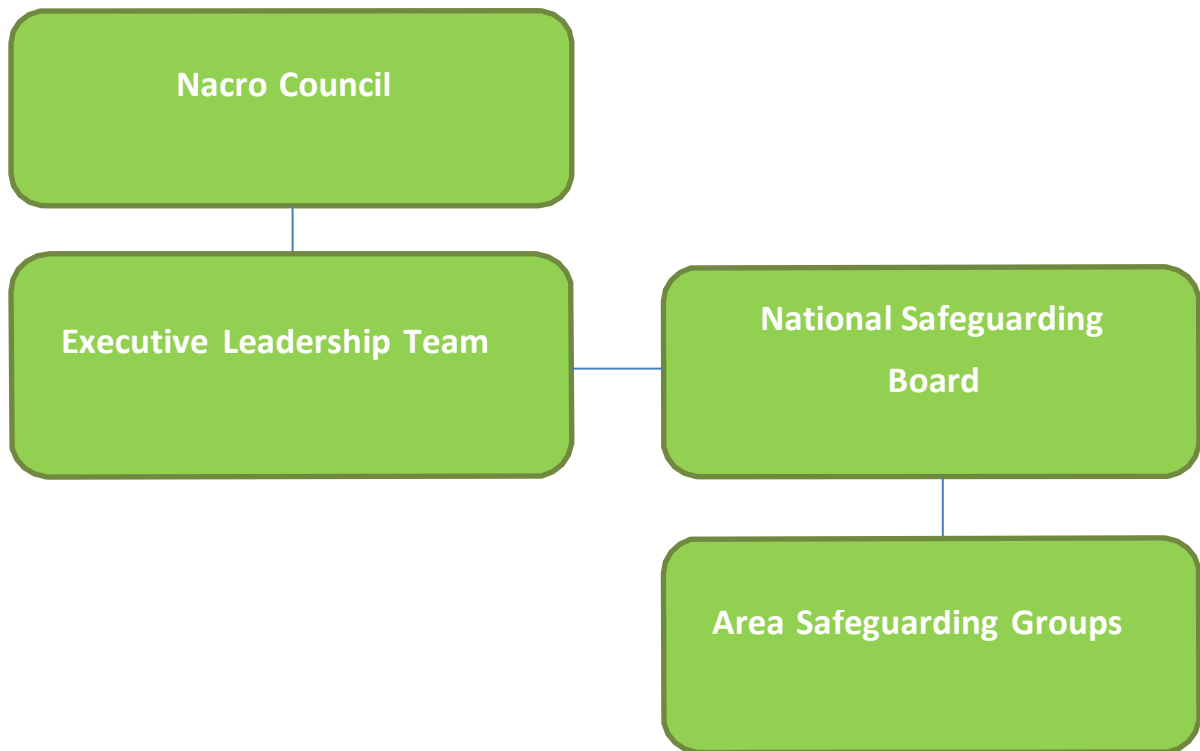 Nacro Council
Executive Leadership Team
National Safeguarding
Board
Area Safeguarding Groups